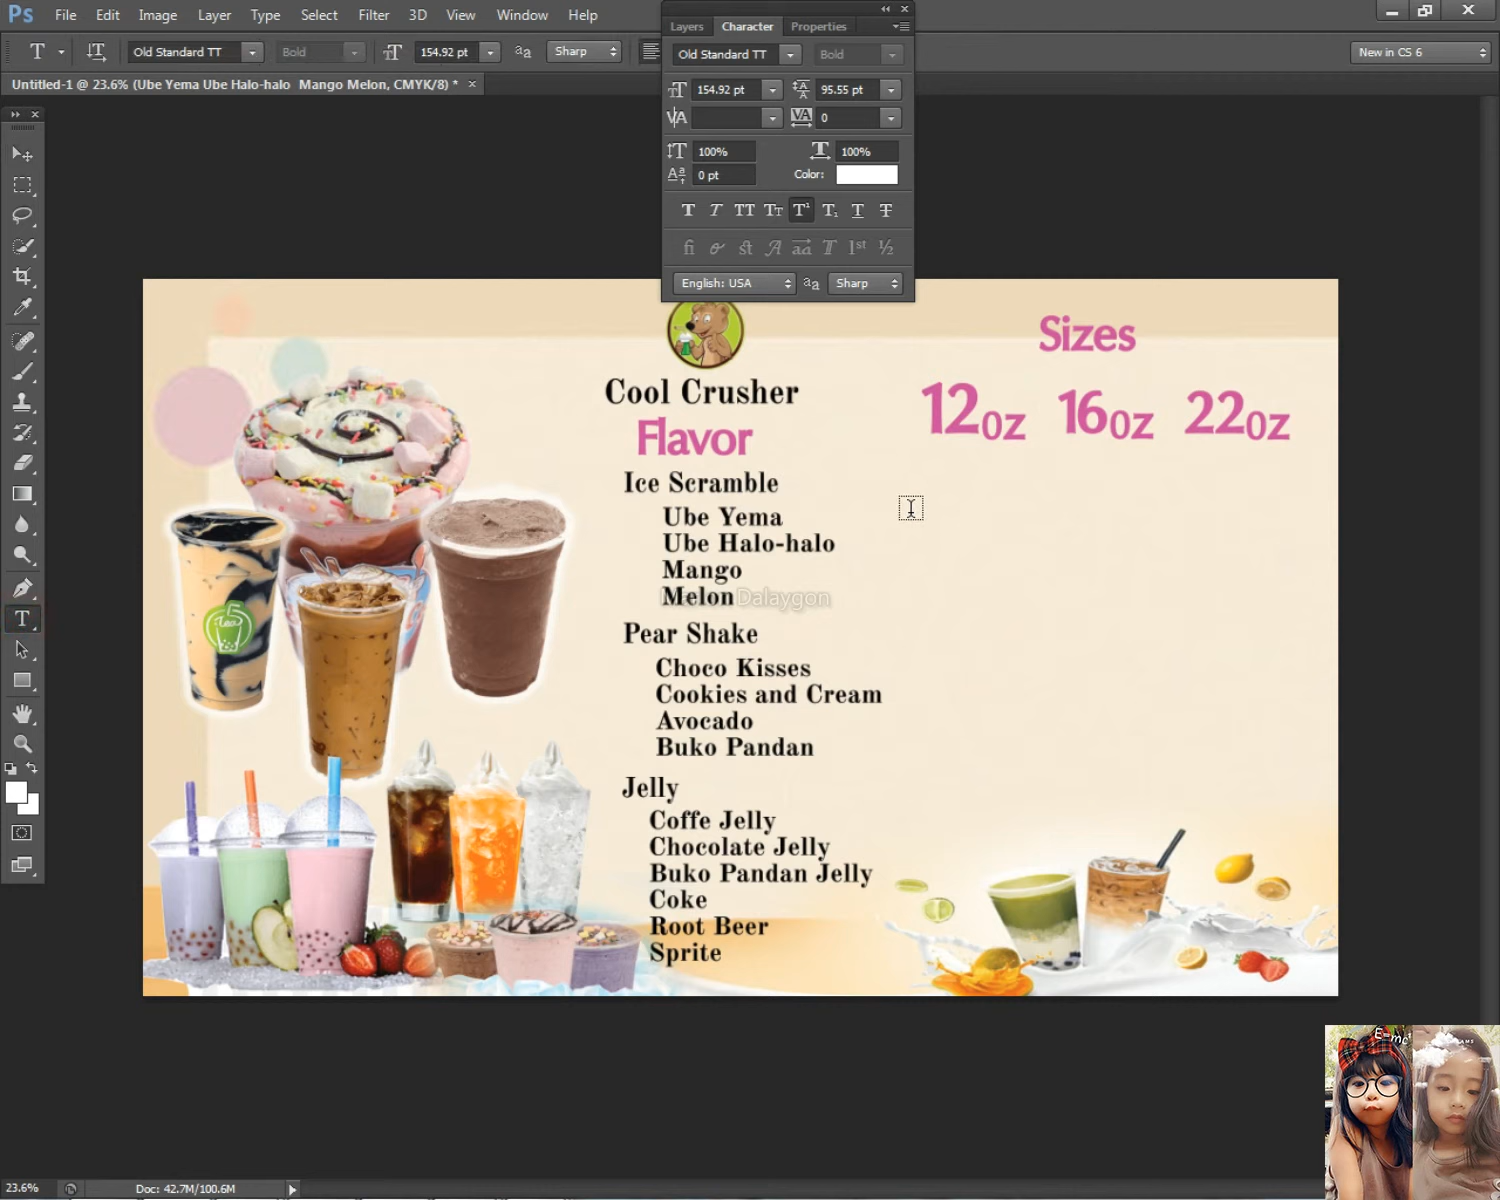 Ps File Edit Image Layer Type Select Filter 3D View Window Help
Old Standard TT Bold 154.92 pt Sharp New in CS 6
Untitled-1 @ 23.6% (Ube Yema Ube Halo-halo Mango Melon, CMYK/8) *
Layers Character Properties
Old Standard TT Bold
154.92 pt 95.55 pt
0
100% 100%
0 pt Color:
English: USA Sharp
Cool Crusher
Flavor
Ice Scramble
Ube Yema
Ube Halo-halo
Mango
Melon
Dalaygon
Pear Shake
Choco Kisses
Cookies and Cream
Avocado
Buko Pandan
Jelly
Coffe Jelly
Chocolate Jelly
Buko Pandan Jelly
Coke
Root Beer
Sprite
Sizes
12oz 16oz 22oz
Tea
E=mc²
23.6% Doc: 42.7M/100.6M